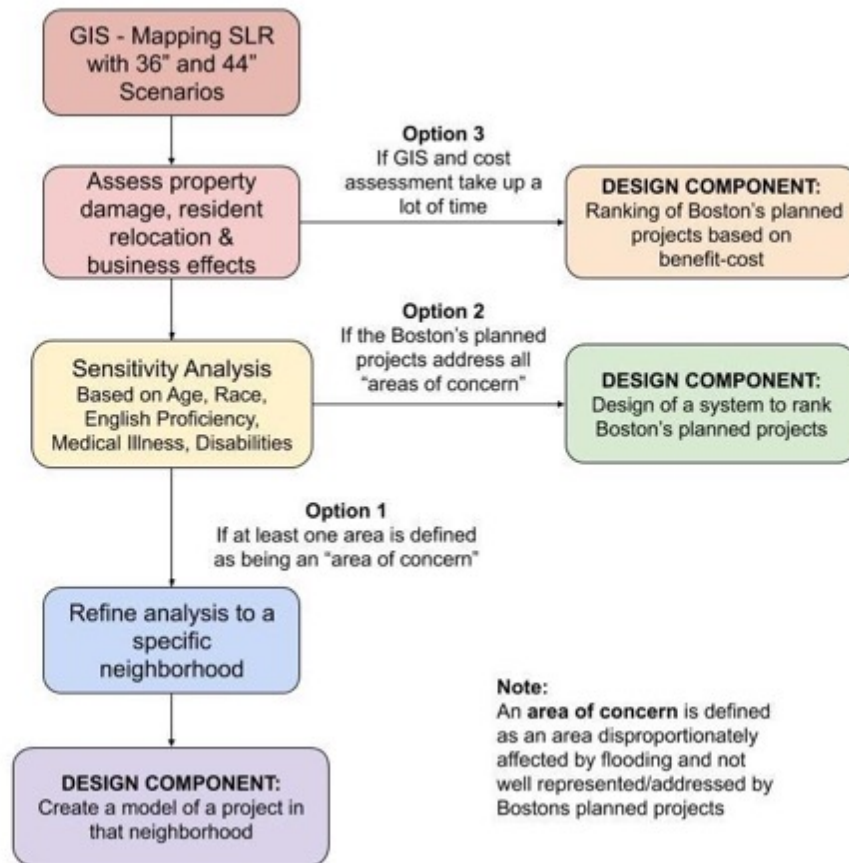 GIS - Mapping SLR
with 36" and 44"
Scenarios
Option 3
If GIS and cost
assessment take up a
lot of time
Assess property
damage, resident
relocation &
business effects
DESIGN COMPONENT:
Ranking of Boston's planned
projects based on
benefit-cost
Option 2
If the Boston's planned
projects address all
"areas of concern"
Sensitivity Analysis
Based on Age, Race,
English Proficiency,
Medical Illness, Disabilities
DESIGN COMPONENT:
Design of a system to rank
Boston's planned projects
Option 1
If at least one area is defined
as being an "area of concern"
Refine analysis to a
specific
neighborhood
DESIGN COMPONENT:
Create a model of a project in
that neighborhood
Note:
An area of concern is defined
as an area disproportionately
affected by flooding and not
well represented/addressed by
Bostons planned projects